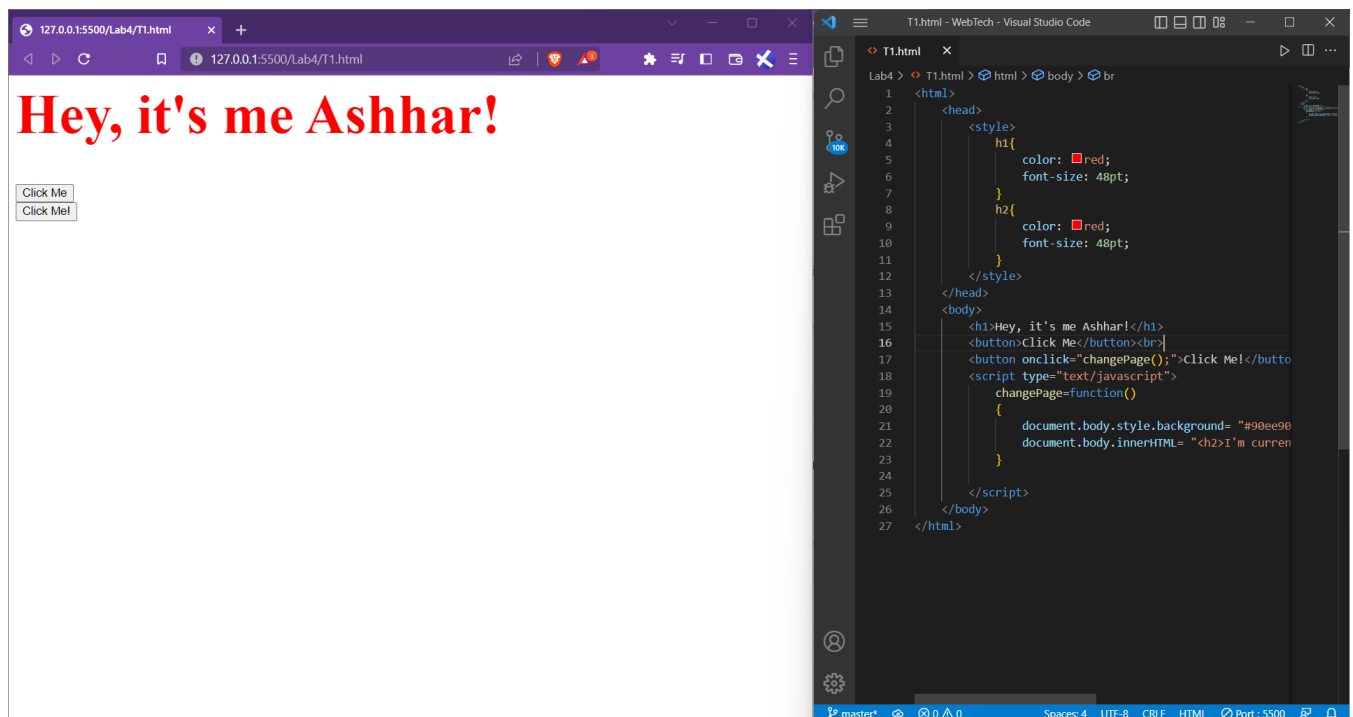 127.0.0.1:5500/Lab4/T1.html
127.0.0.1:5500/Lab4/T1.html
3
Hey, it's me Ashhar!
Click Me
Click Me!
T1.html - WebTech - Visual Studio Code
T1.html
Lab4 > T1.html > html > body > br
10K
1 <html>
2 <head>
3 <style>
4 h1{
5 color: red;
6 font-size: 48pt;
7 }
8 h2{
9 color: red;
10 font-size: 48pt;
11 }
12 </style>
13 </head>
14 <body>
15 <h1>Hey, it's me Ashhar!</h1>
16 <button>Click Me</button><br>
17 <button onclick="changePage();">Click Me!</butto
18 <script type="text/javascript">
19 changePage=function()
20 {
21 document.body.style.background= "#90ee90
22 document.body.innerHTML= "<h2>I'm curren
23 }
24
25 </script>
26 </body>
27 </html>
master* 0 0 Spaces: 4 UTF-8 CRLF HTML Port : 5500